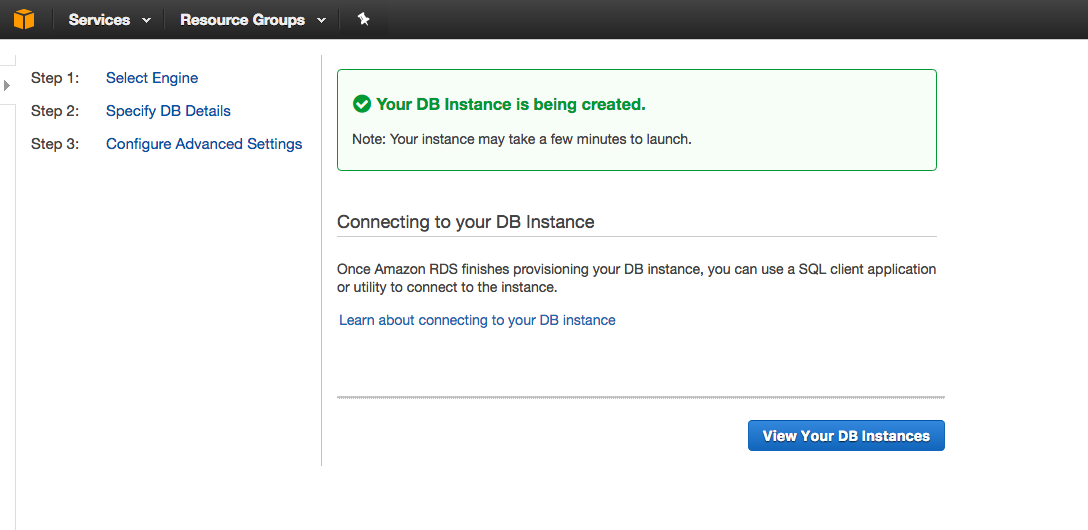 Services Resource Groups
Step 1: Select Engine
Step 2: Specify DB Details
Step 3: Configure Advanced Settings
Your DB Instance is being created.
Note: Your instance may take a few minutes to launch.
Connecting to your DB Instance
Once Amazon RDS finishes provisioning your DB instance, you can use a SQL client application
or utility to connect to the instance.
Learn about connecting to your DB instance
View Your DB Instances